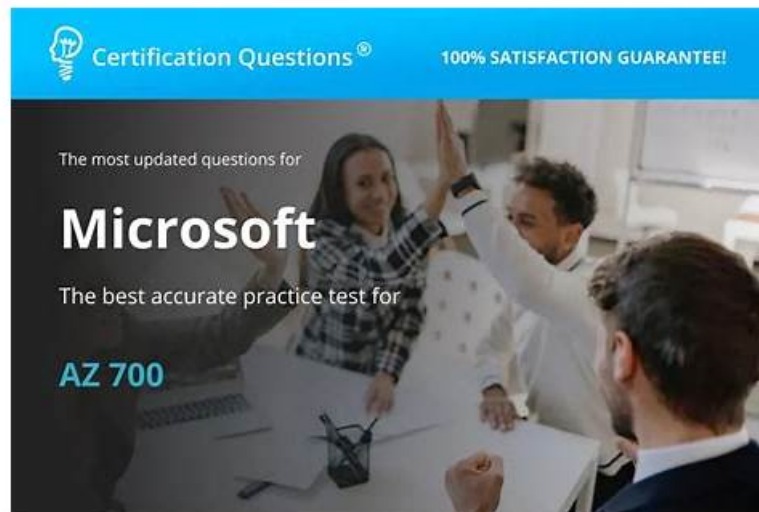 Certification Questions®
100% SATISFACTION GUARANTEE!
The most updated questions for
Microsoft
The best accurate practice test for
AZ 700